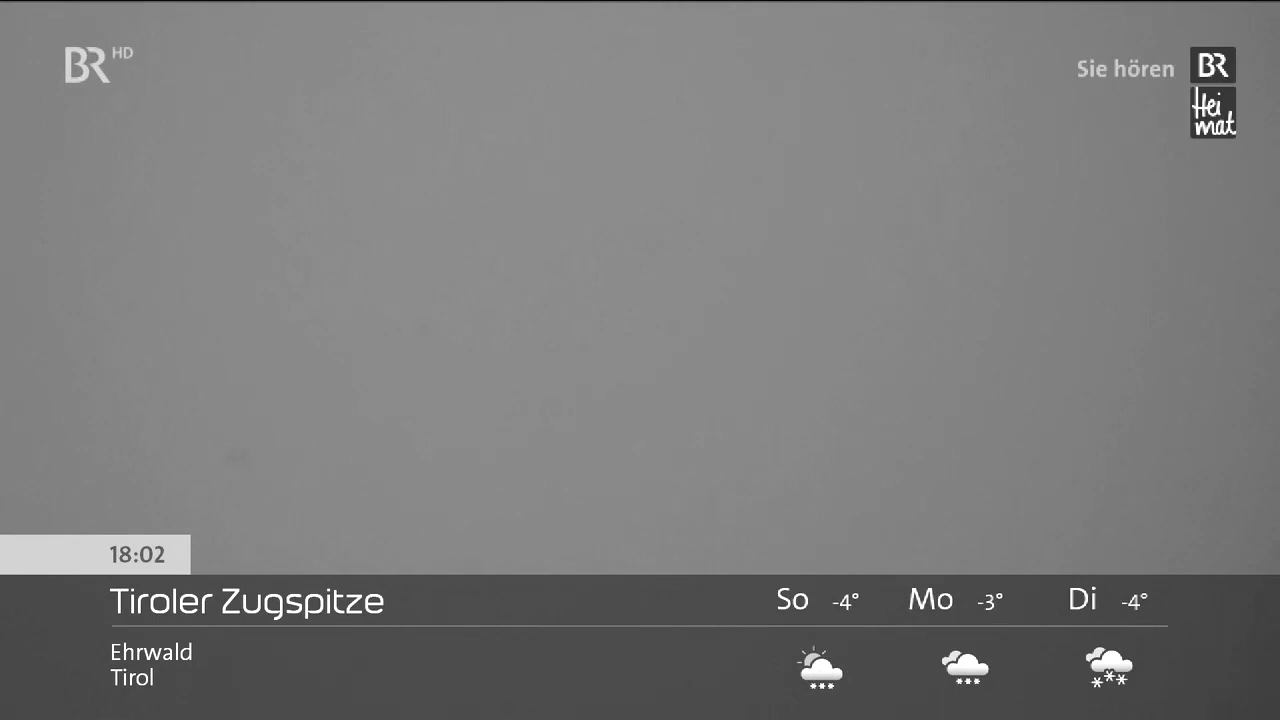 BR HD
Sie hören BR
Hei
mat
18:02
Tiroler Zugspitze
So -4° Mo -3° Di -4°
Ehrwald
Tirol